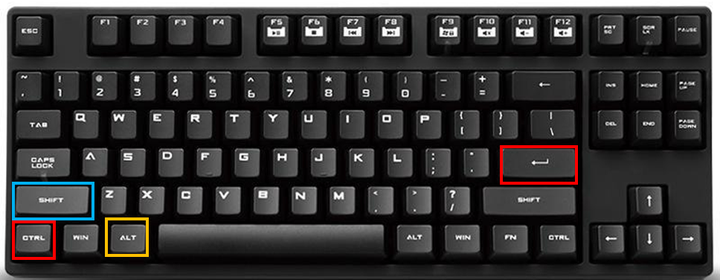 ESC F1 F2 F3 F4 F5 F6 F7 F8 F9 F10 F11 F12 PRT SC SCR LK PAUSE
~ ! @ # $ % ^ & * ( ) _ +
` 1 2 3 4 5 6 7 8 9 0 - = ← INS HOME PAGE UP
TAB Q W E R T Y U I O P { [ } ] | \ DEL END PAGE DOWN
CAPS LOCK A S D F G H J K L : ; " ' ↵
SHIFT Z X C V B N M < , > . ? / SHIFT ↑
CTRL WIN ALT ALT WIN FN CTRL ← ↓ →